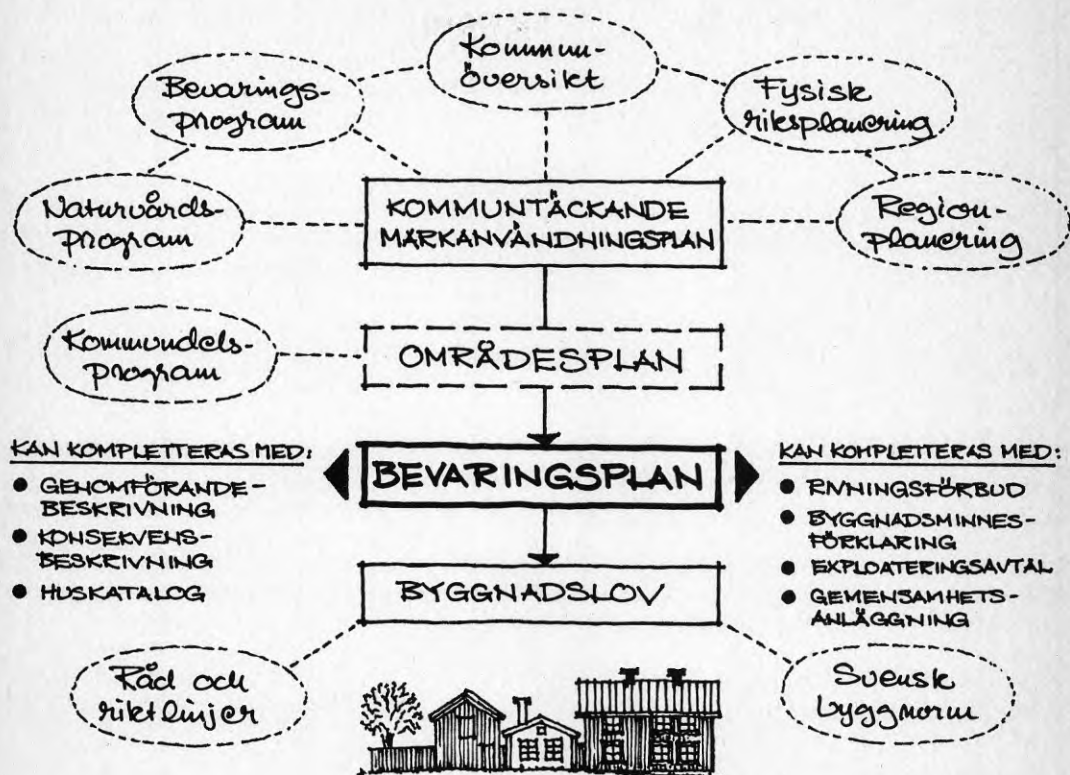 Kommun-
översikt
Bevarings-
program
Fysisk
riksplanering
Naturvårds-
program
KOMMUNTÄCKANDE
MARKANVÄNDNINGSPLAN
Region-
planering
Kommundels-
program
OMRÅDESPLAN
BEVARINGSPLAN
KAN KOMPLETTERAS MED:
• GENOMFÖRANDE-
BESKRIVNING
• KONSEKVENS-
BESKRIVNING
• HUSKATALOG
KAN KOMPLETTERAS MED:
• RIVNINGSFÖRBUD
• BYGGNADSMINNES-
FÖRKLARING
• EXPLOATERINGSAVTAL
• GEMENSAMHETS-
ANLÄGGNING
BYGGNADSLOV
Råd och
riktlinjer
Svensk
byggnorm